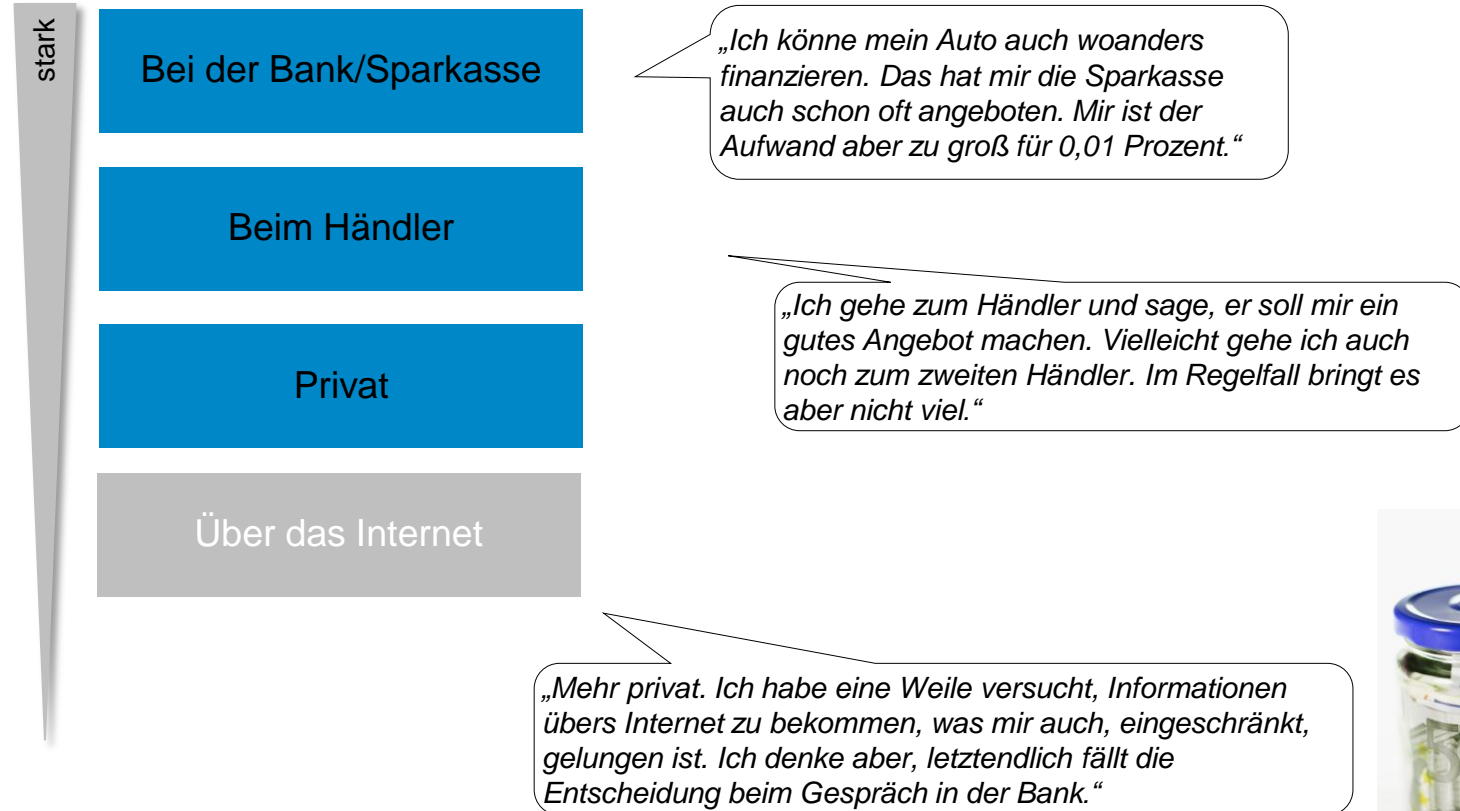 stark
Bei der Bank/Sparkasse
„Ich könne mein Auto auch woanders
finanzieren. Das hat mir die Sparkasse
auch schon oft angeboten. Mir ist der
Aufwand aber zu groß für 0,01 Prozent.“
Beim Händler
„Ich gehe zum Händler und sage, er soll mir ein
gutes Angebot machen. Vielleicht gehe ich auch
noch zum zweiten Händler. Im Regelfall bringt es
aber nicht viel.“
Privat
Über das Internet
„Mehr privat. Ich habe eine Weile versucht, Informationen
übers Internet zu bekommen, was mir auch, eingeschränkt,
gelungen ist. Ich denke aber, letztendlich fällt die
Entscheidung beim Gespräch in der Bank.“